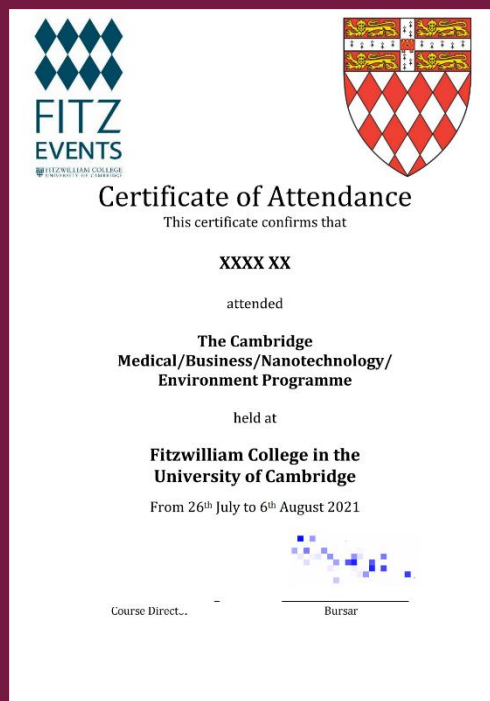 FITZ
EVENTS
FITZWILLIAM COLLEGE
UNIVERSITY OF CAMBRIDGE
Certificate of Attendance
This certificate confirms that
XXXX XX
attended
The Cambridge
Medical/Business/Nanotechnology/
Environment Programme
held at
Fitzwilliam College in the
University of Cambridge
From 26th July to 6th August 2021
Course
Bursar